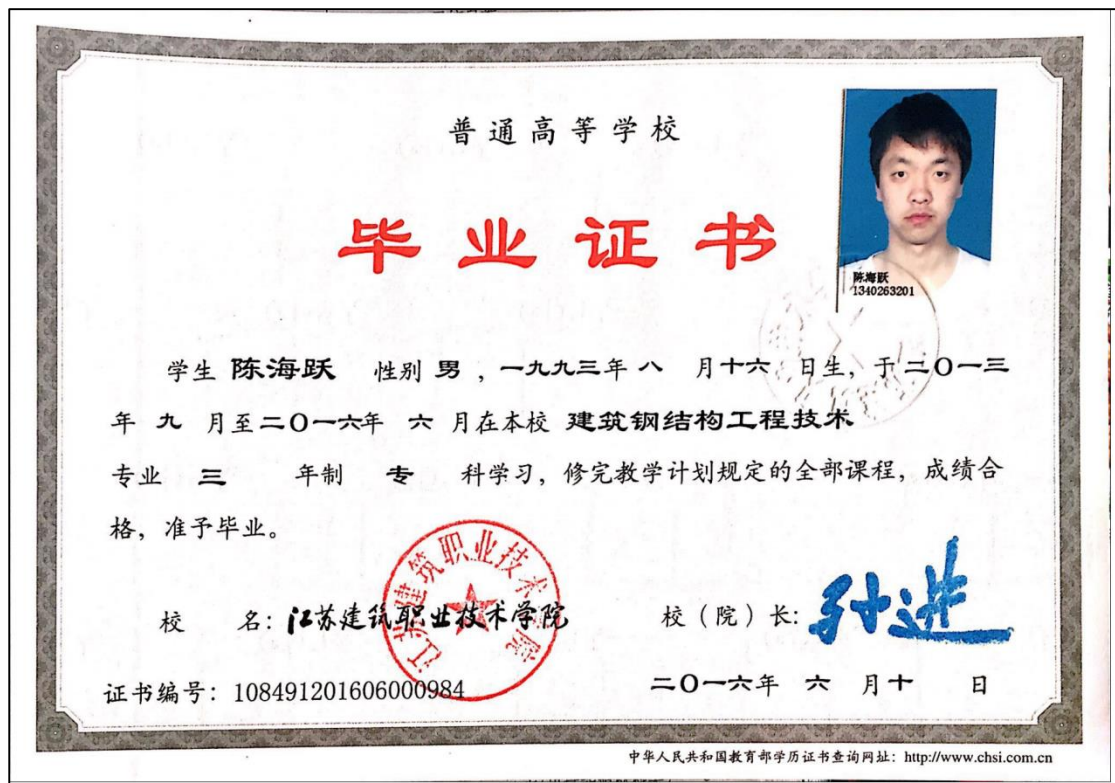 普通高等学校
毕业证书
陈海跃
1340263201
学生 陈海跃 性别 男 ，一九九三年 八 月十六 日生，于二〇一三
年 九 月至二〇一六年 六 月在本校 建筑钢结构工程技术
专业 三 年制 专 科学习，修完教学计划规定的全部课程，成绩合
格，准予毕业。
江苏建筑职业技术学院
校 名：江苏建筑职业技术学院 校（院）长：孙进
证书编号：108491201606000984 二〇一六年 六 月十 日
中华人民共和国教育部学历证书查询网址：http://www.chsi.com.cn